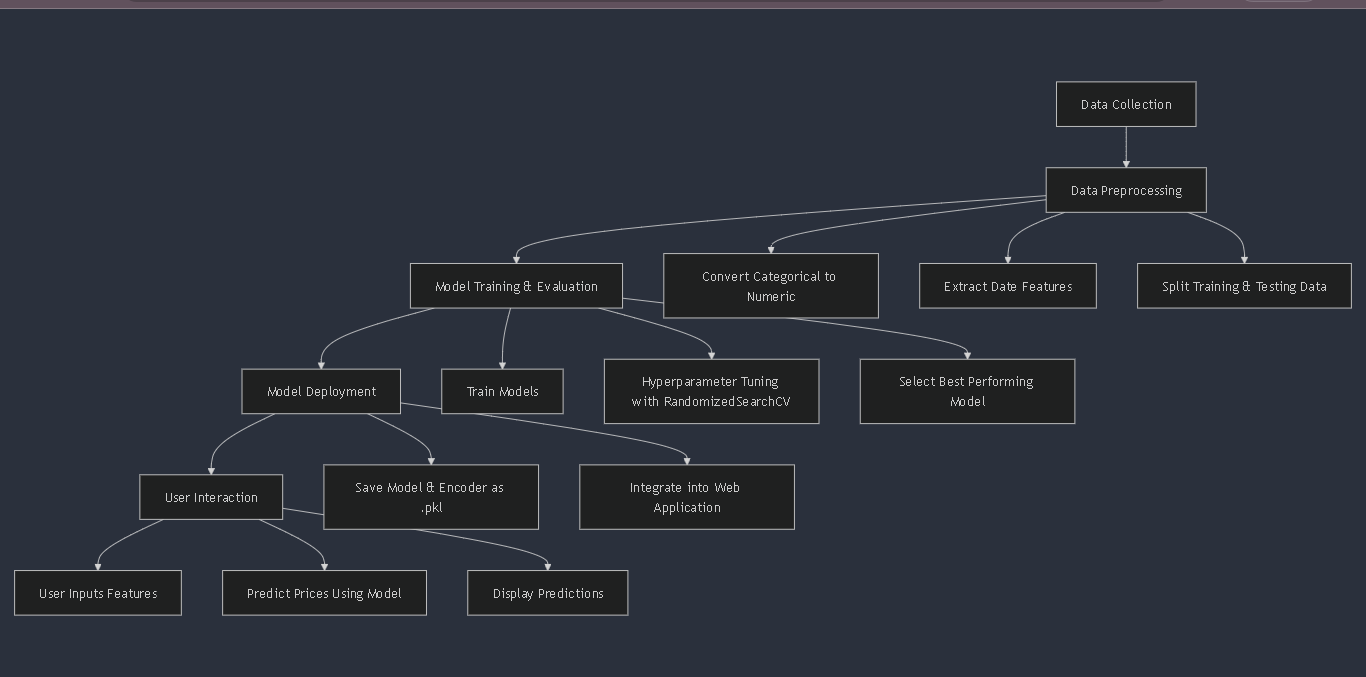 Data Collection
Data Preprocessing
Model Training & Evaluation
Convert Categorical to
Numeric
Extract Date Features
Split Training & Testing Data
Model Deployment
Train Models
Hyperparameter Tuning
with RandomizedSearchCV
Select Best Performing
Model
User Interaction
Save Model & Encoder as
.pkl
Integrate into Web
Application
User Inputs Features
Predict Prices Using Model
Display Predictions